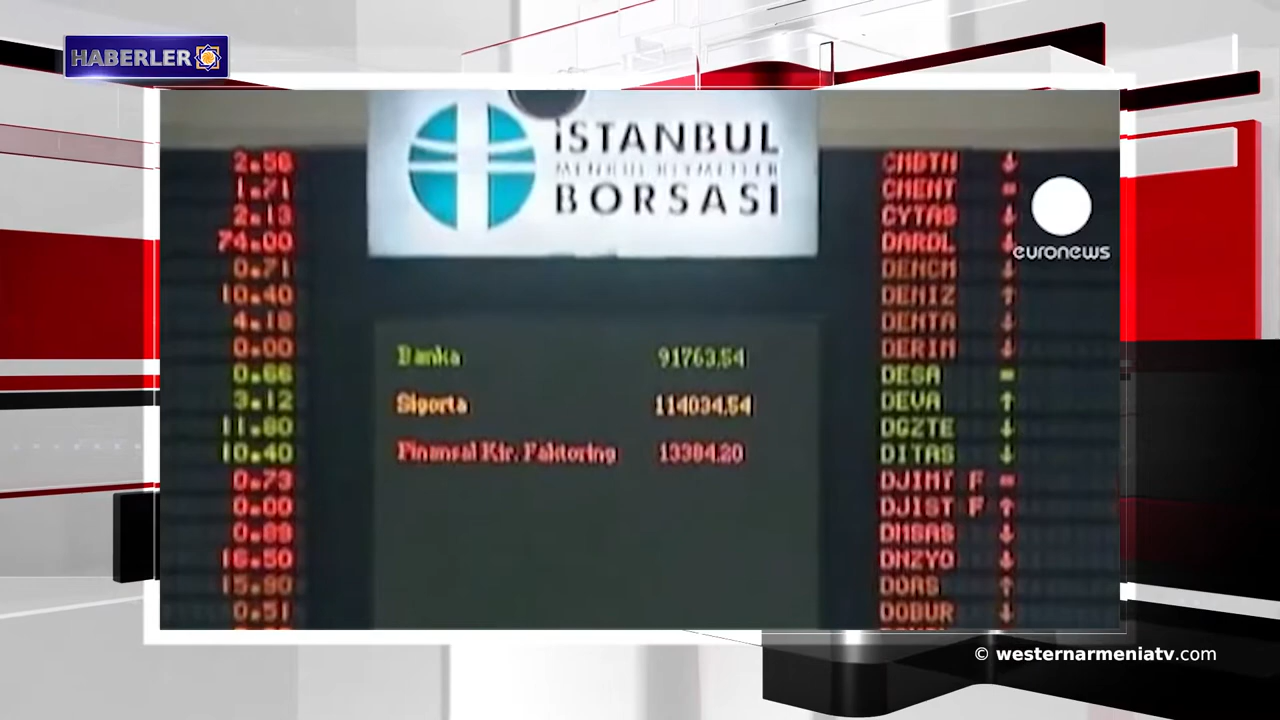 HABERLER
İSTANBUL
MENKUL KIYMETLER
BORSASI
euronews
2.56
1.71
2.13
74.00
0.71
10.40
4.18
0.00
0.66
3.12
11.80
10.40
0.73
0.00
0.89
16.50
15.90
0.51
Banka 91763,54
Sigorta 114034,54
Finansal Kir. Faktoring 13384,20
CMBTN ↓
CMENT =
CYTAS ↓
DAROL ↓
DENCM ↓
DENIZ ↑
DENTA ↓
DERIM ↓
DESA =
DEVA ↑
DGZTE ↓
DITAS ↓
DJIMT F =
DJIST F ↑
DMSAS ↓
DNZYO ↓
DOAS ↑
DOBUR ↓
© westernarmeniatv.com